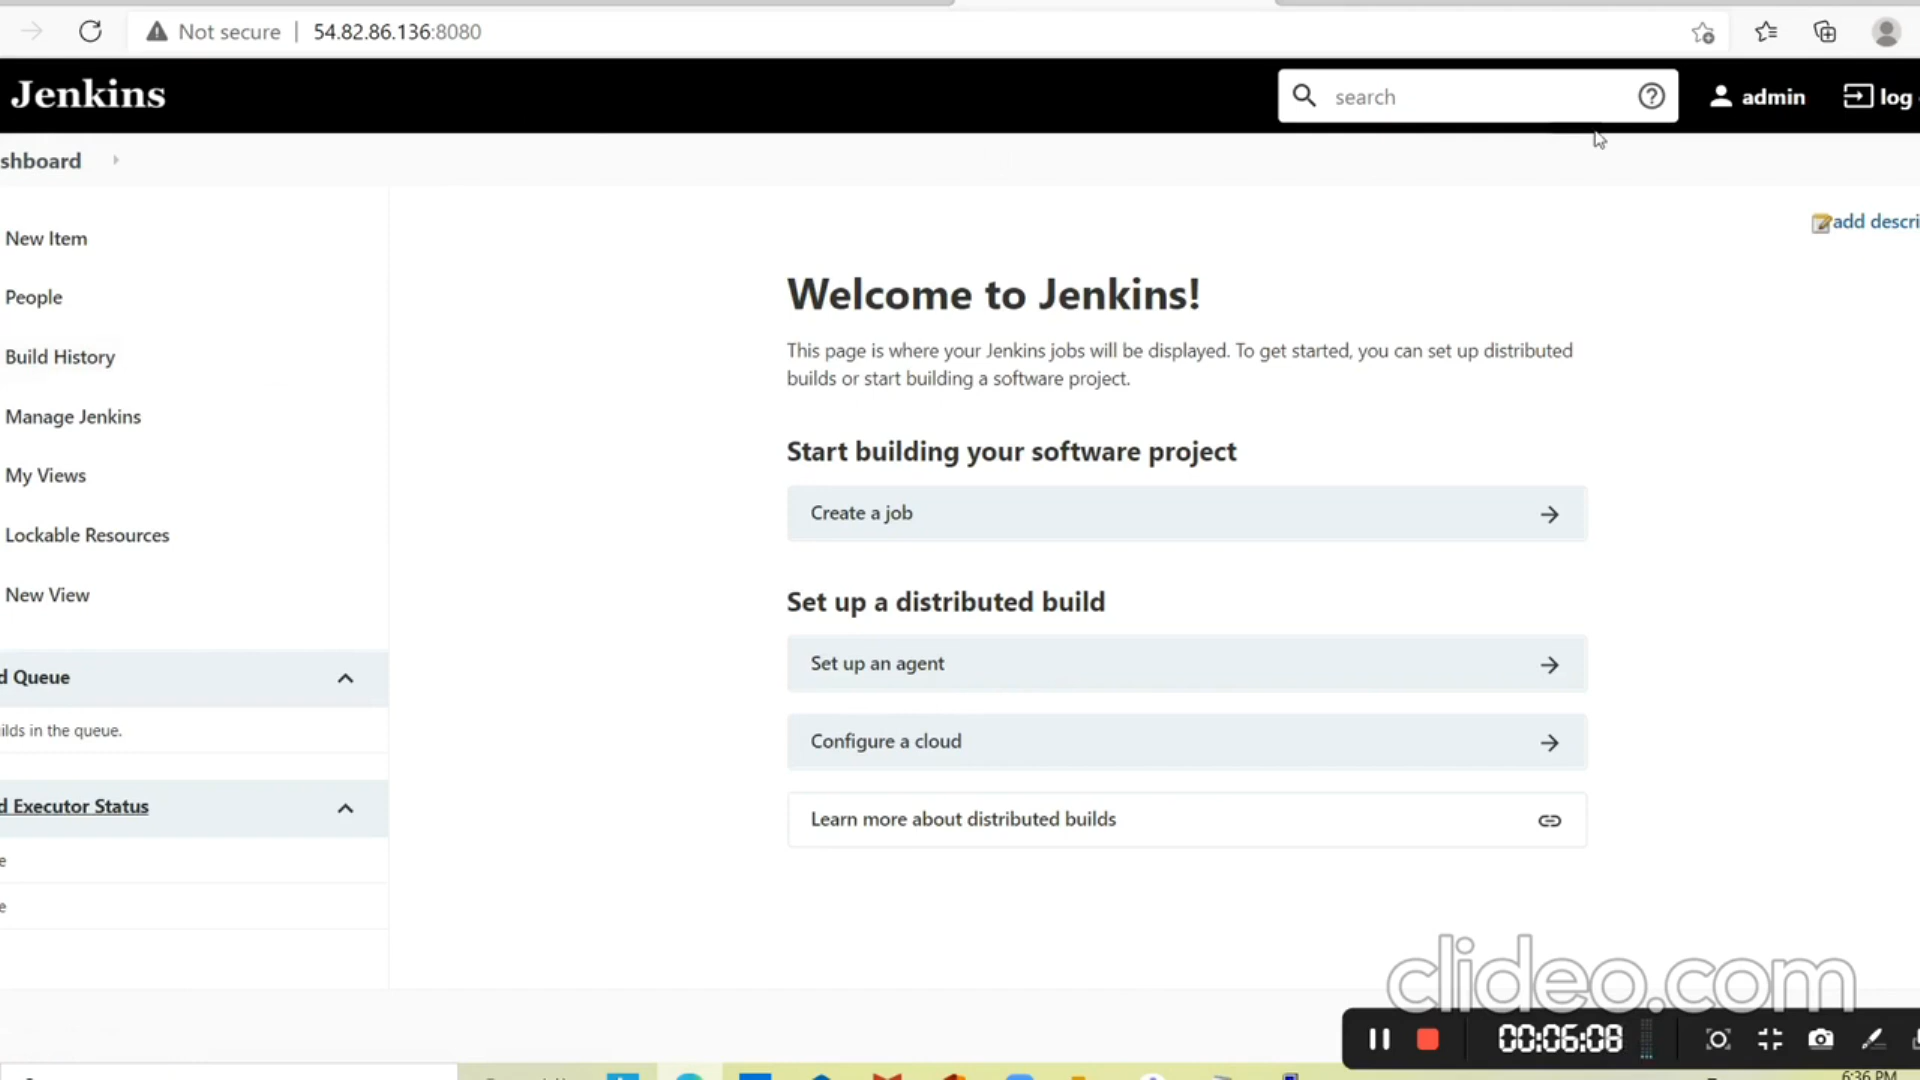 Not secure | 54.82.86.136:8080
Jenkins
search
admin
log
shboard
New Item
People
Build History
Manage Jenkins
My Views
Lockable Resources
New View
d Queue
ilds in the queue.
d Executor Status
e
e
add descri
Welcome to Jenkins!
This page is where your Jenkins jobs will be displayed. To get started, you can set up distributed
builds or start building a software project.
Start building your software project
Create a job
Set up a distributed build
Set up an agent
Configure a cloud
Learn more about distributed builds
clideo.com
00:06:08
6:36 PM